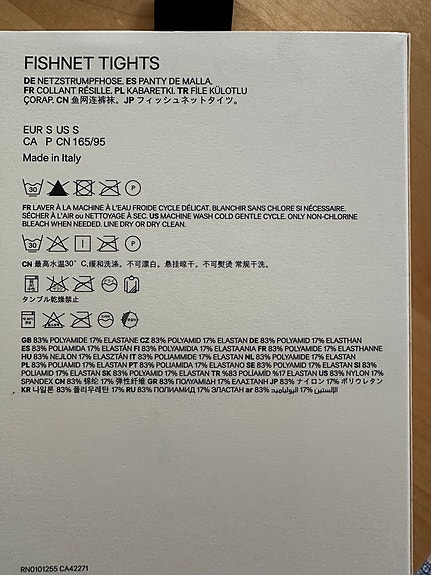 FISHNET TIGHTS
DE NETZSTRUMPFHOSE. ES PANTY DE MALLA.
FR COLLANT RÉSILLE. PL KABARETKI. TR FİLE KÜLOTLU
ÇORAP. CN 鱼网连裤袜。JP フィッシュネットタイツ。
EUR S US S
CA P CN 165/95
Made in Italy
30 P
FR LAVER À LA MACHINE À L'EAU FROIDE CYCLE DÉLICAT. BLANCHIR SANS CHLORE SI NÉCESSAIRE.
SÉCHER À L'AIR ou NETTOYAGE À SEC. US MACHINE WASH COLD GENTLE CYCLE. ONLY NON-CHLORINE
BLEACH WHEN NEEDED. LINE DRY OR DRY CLEAN.
30 P
CN 最高水温30°C,缓和洗涤。不可漂白。悬挂晾干。不可熨烫 常规干洗。
タンブル乾燥禁止
GB 83% POLYAMIDE 17% ELASTANE CZ 83% POLYAMID 17% ELASTAN DE 83% POLYAMID 17% ELASTHAN
ES 83% POLIAMIDA 17% ELASTÁN FI 83% POLYAMIDIA 17% ELASTAANIA FR 83% POLYAMIDE 17% ELASTHANNE
HU 83% NEJLON 17% ELASZTÁN IT 83% POLIAMMIDE 17% ELASTAN NL 83% POLYAMIDE 17% ELASTAN
PL 83% POLIAMID 17% ELASTAN PT 83% POLIAMIDA 17% ELASTANO SE 83% POLYAMID 17% ELASTAN SI 83%
POLIAMID 17% ELASTAN SK 83% POLYAMID 17% ELASTAN TR %83 POLİAMİD %17 ELASTAN US 83% NYLON 17%
SPANDEX CN 83% 锦纶 17% 弹性纤维 GR 83% ΠΟΛΥΑΜΙΔΗ 17% ΕΛΑΣΤΑΝΗ JP 83% ナイロン 17% ポリウレタン
KR 나일론 83% 폴리우레탄 17% RU 83% ПОЛИАМИД 17% ЭЛАСТАН ar 83% البولياميد 17% الإلستين
RN0101255 CA42271